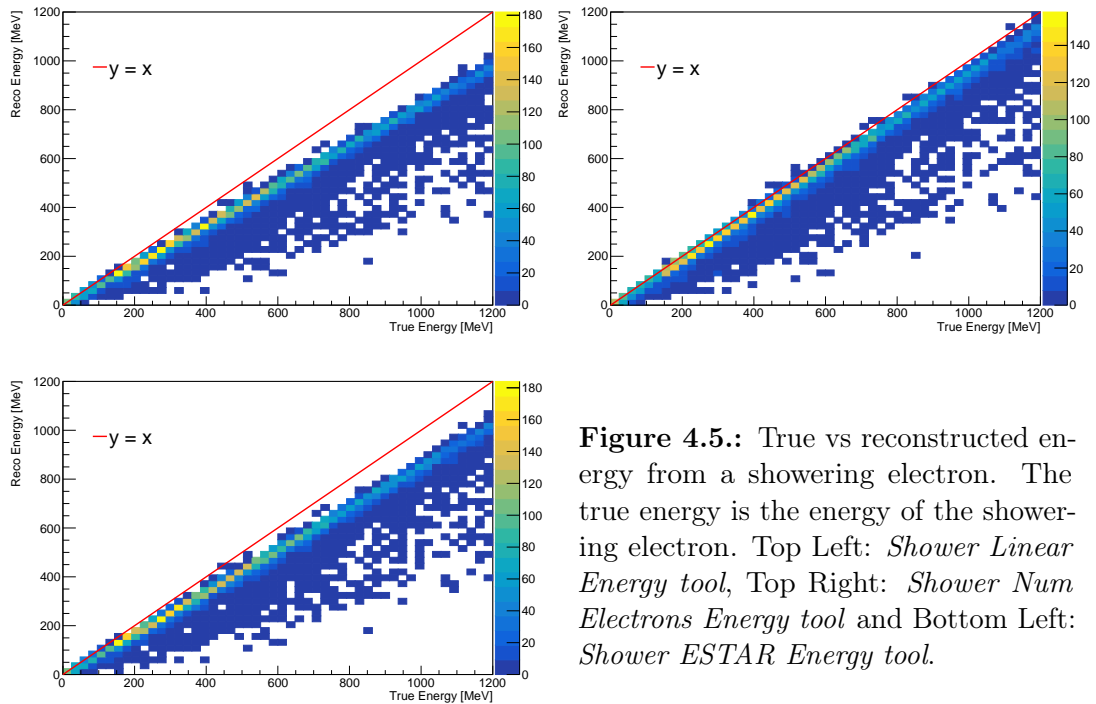 1200
1000
800
600
400
200
0
Reco Energy [MeV]
y = x
0 200 400 600 800 1000 1200
True Energy [MeV]
180
160
140
120
100
80
60
40
20
0
1200
1000
800
600
400
200
0
Reco Energy [MeV]
y = x
0 200 400 600 800 1000 1200
True Energy [MeV]
140
120
100
80
60
40
20
0
1200
1000
800
600
400
200
0
Reco Energy [MeV]
y = x
0 200 400 600 800 1000 1200
True Energy [MeV]
180
160
140
120
100
80
60
40
20
0
Figure 4.5.: True vs reconstructed en-
ergy from a showering electron. The
true energy is the energy of the shower-
ing electron. Top Left: Shower Linear
Energy tool, Top Right: Shower Num
Electrons Energy tool and Bottom Left:
Shower ESTAR Energy tool.